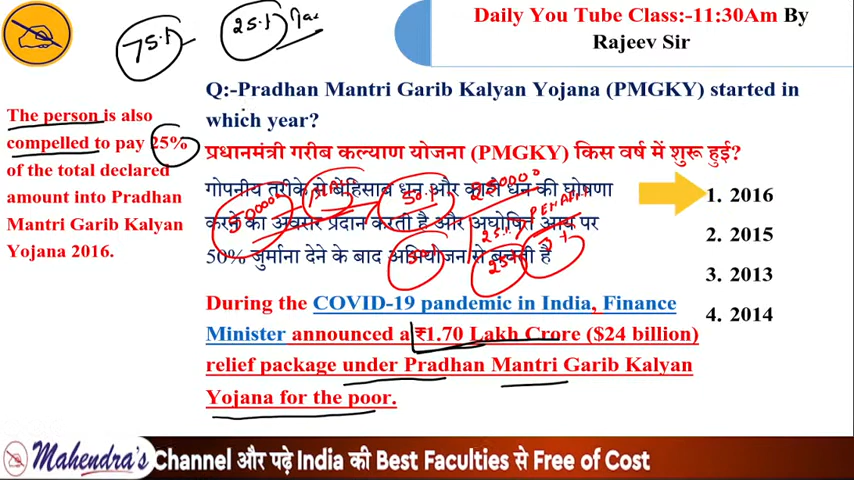 Daily You Tube Class:-11:30Am By
Rajeev Sir
75%
25%
Q:-Pradhan Mantri Garib Kalyan Yojana (PMGKY) started in
which year?
प्रधानमंत्री गरीब कल्याण योजना (PMGKY) किस वर्ष में शुरू हुई?
गोपनीय तरीके से बेहिसाब धन और काले धन की घोषणा
करने का अवसर प्रदान करती है और अघोषित आय पर
50% जुर्माना देने के बाद अभियोजन से बचती है
The person is also
compelled to pay 25%
of the total declared
amount into Pradhan
Mantri Garib Kalyan
Yojana 2016.
1. 2016
2. 2015
3. 2013
4. 2014
During the COVID-19 pandemic in India, Finance
Minister announced a ₹1.70 Lakh Crore ($24 billion)
relief package under Pradhan Mantri Garib Kalyan
Yojana for the poor.
Mahendra's Channel और पढ़े India की Best Faculties से Free of Cost